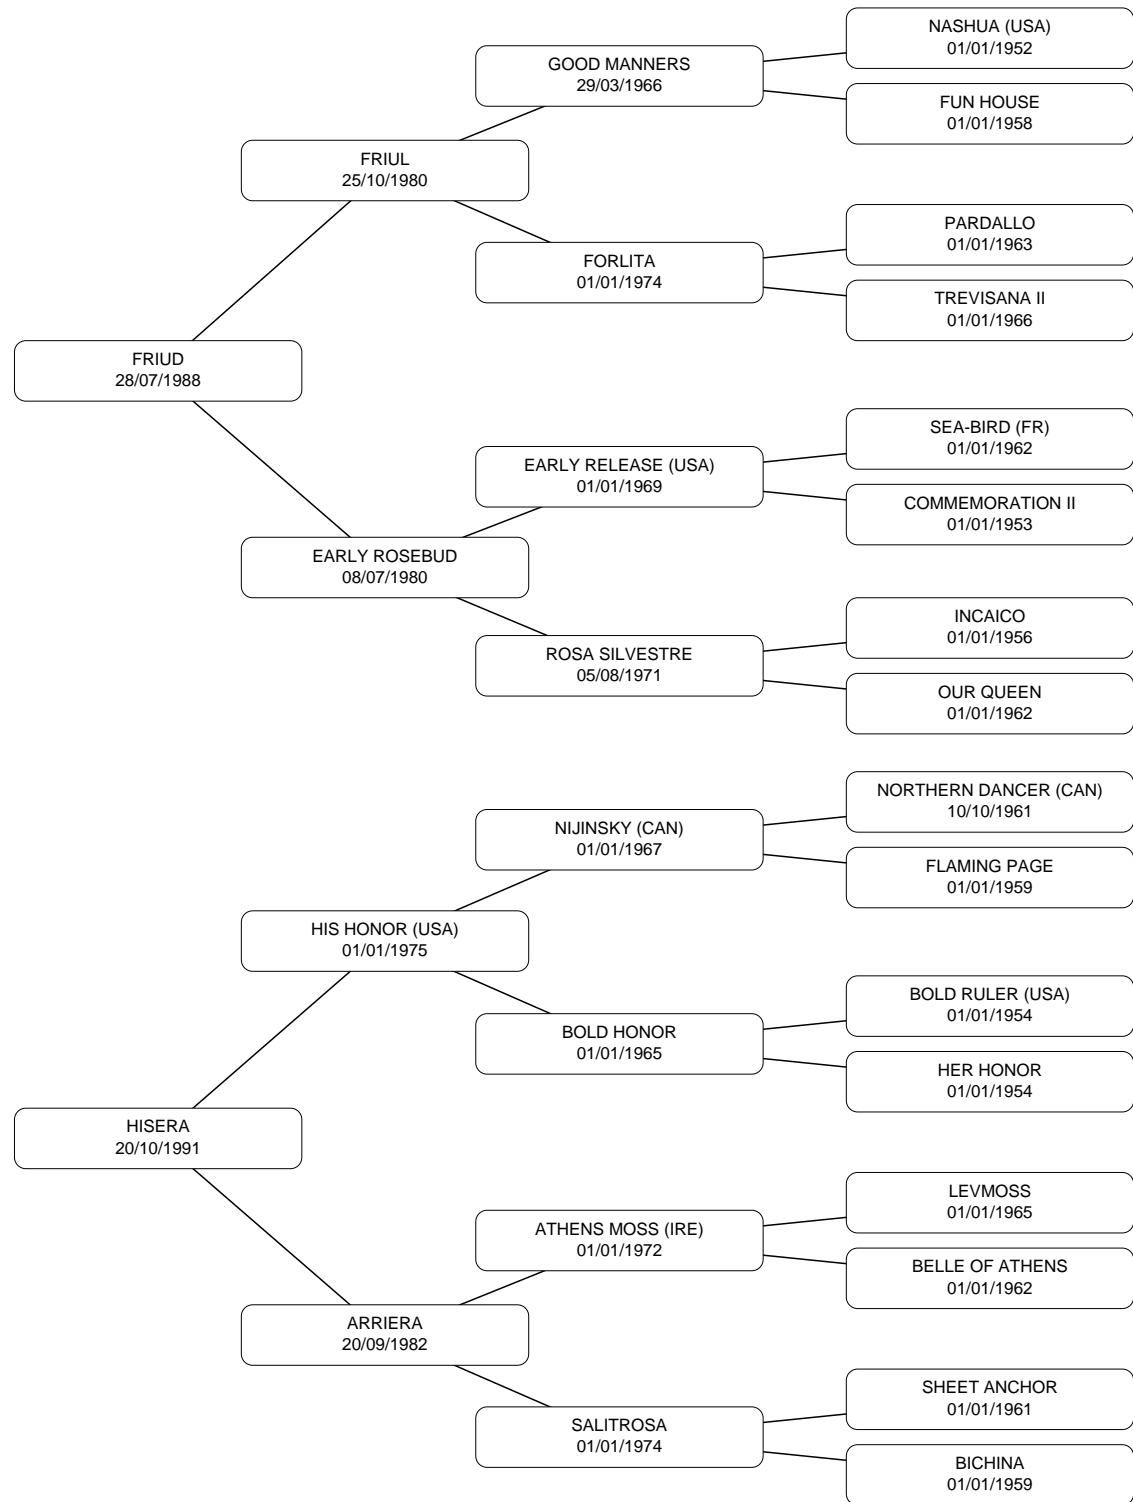 NASHUA (USA)
01/01/1952
GOOD MANNERS
29/03/1966
FUN HOUSE
01/01/1958
FRIUL
25/10/1980
PARDALLO
01/01/1963
FORLITA
01/01/1974
TREVISANA II
01/01/1966
FRIUD
28/07/1988
SEA-BIRD (FR)
01/01/1962
EARLY RELEASE (USA)
01/01/1969
COMMEMORATION II
01/01/1953
EARLY ROSEBUD
08/07/1980
INCAICO
01/01/1956
ROSA SILVESTRE
05/08/1971
OUR QUEEN
01/01/1962
NORTHERN DANCER (CAN)
10/10/1961
NIJINSKY (CAN)
01/01/1967
FLAMING PAGE
01/01/1959
HIS HONOR (USA)
01/01/1975
BOLD RULER (USA)
01/01/1954
BOLD HONOR
01/01/1965
HER HONOR
01/01/1954
HISERA
20/10/1991
LEVMOSS
01/01/1965
ATHENS MOSS (IRE)
01/01/1972
BELLE OF ATHENS
01/01/1962
ARRIERA
20/09/1982
SHEET ANCHOR
01/01/1961
SALITROSA
01/01/1974
BICHINA
01/01/1959